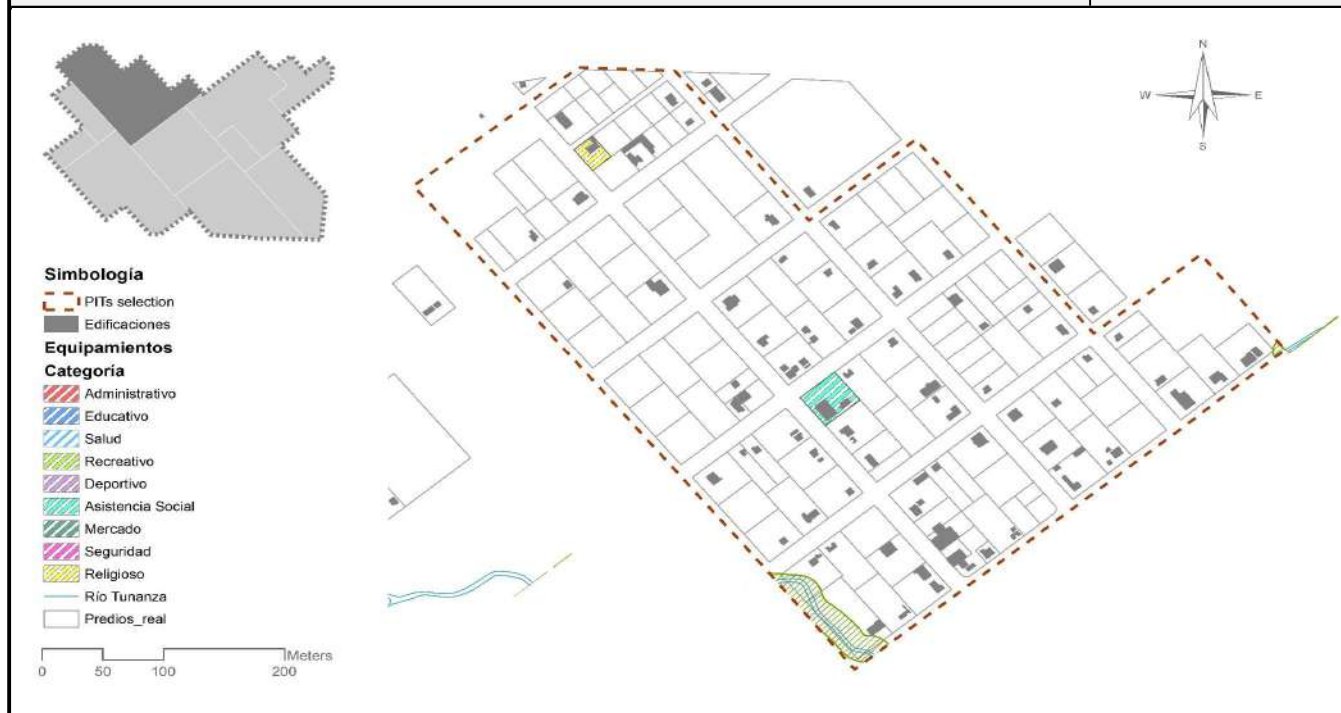 N
W E
S
Simbología
PITs selection
Edificaciones
Equipamientos
Categoría
Administrativo
Educativo
Salud
Recreativo
Deportivo
Asistencia Social
Mercado
Seguridad
Religioso
Río Tunanza
Predios_real
Meters
0 50 100 200